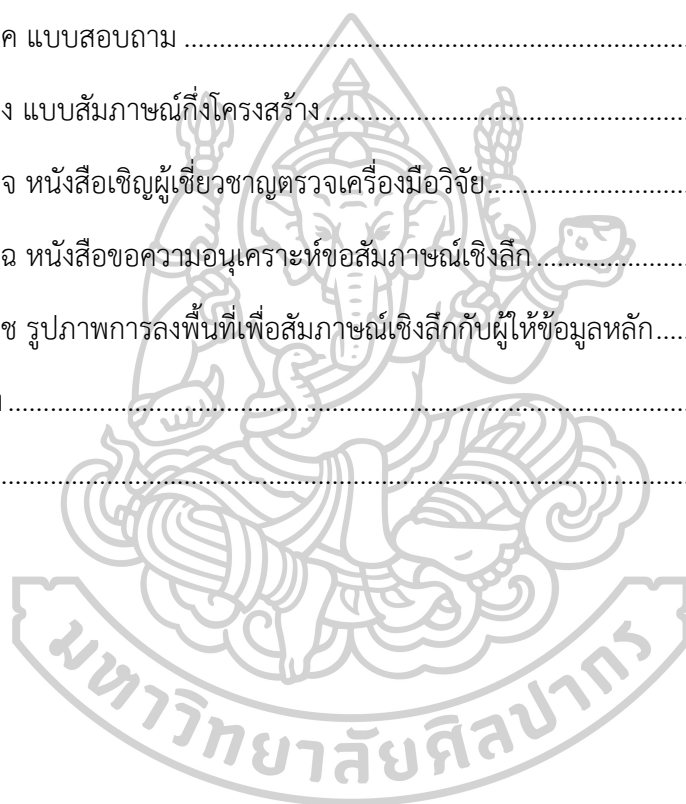 ค แบบสอบถาม ........................................................................
ง แบบสัมภาษณ์กึ่งโครงสร้าง ....................................................
จ หนังสือเชิญผู้เชี่ยวชาญตรวจเครื่องมือวิจัย.............................
ฉ หนังสือขอความอนุเคราะห์ขอสัมภาษณ์เชิงลึก ......................
ช รูปภาพการลงพื้นที่เพื่อสัมภาษณ์เชิงลึกกับผู้ให้ข้อมูลหลัก.....
.................................................................................................
.................................................................................................
มหาวิทยาลัยศิลปากร